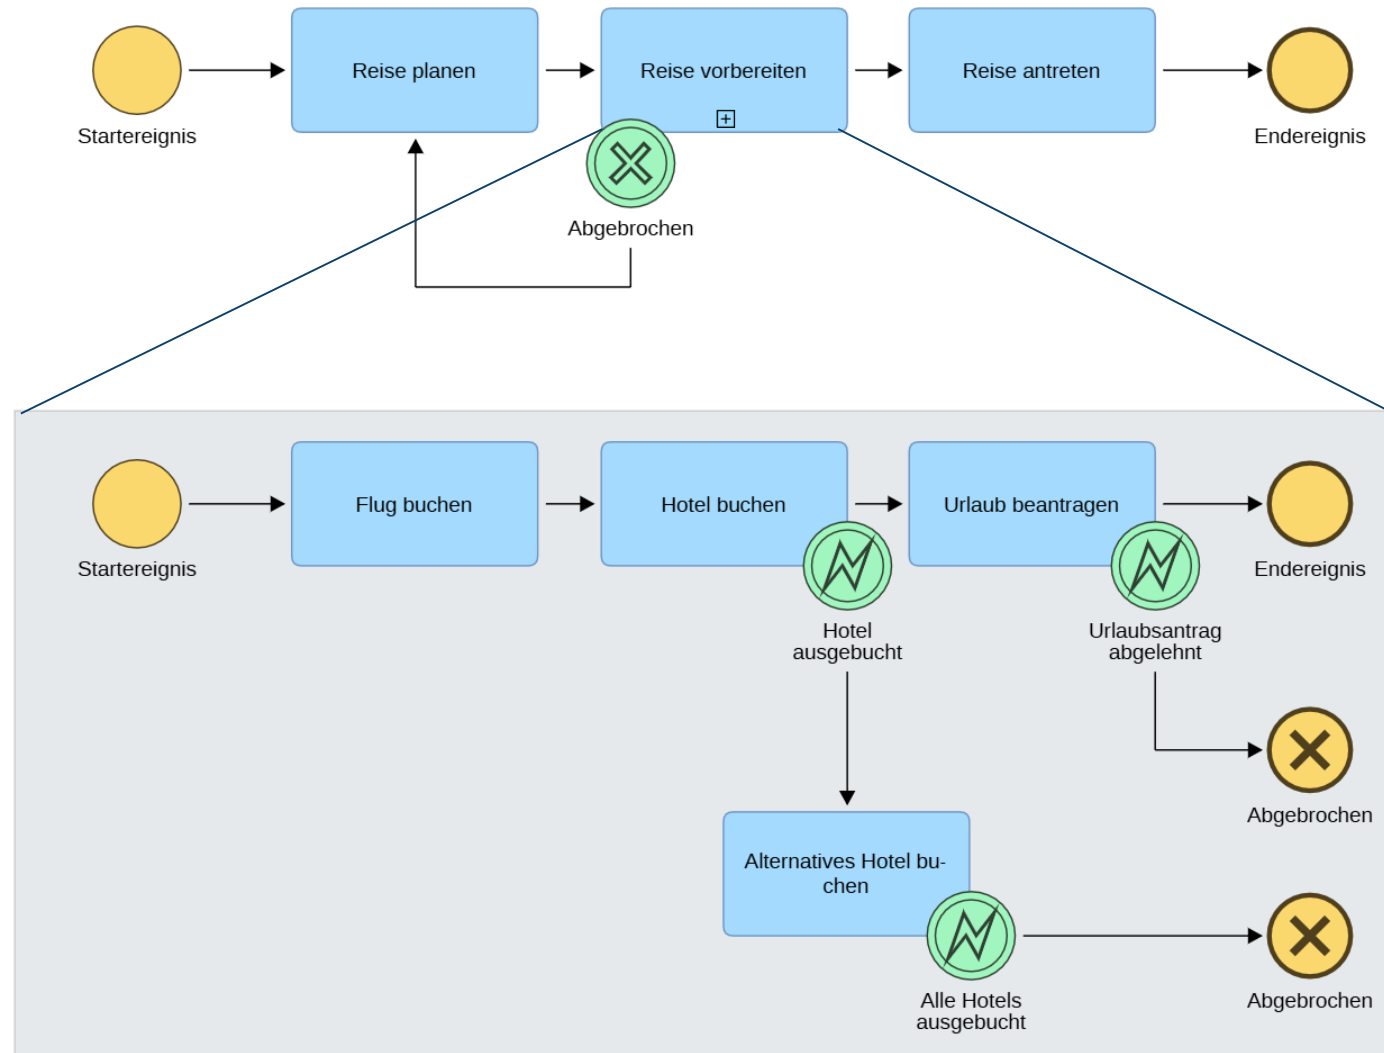 Reise planen
Reise vorbereiten
Reise antreten
Startereignis
Endereignis
Abgebrochen
Flug buchen
Hotel buchen
Urlaub beantragen
Startereignis
Endereignis
Hotel
ausgebucht
Urlaubsantrag
abgelehnt
Abgebrochen
Alternatives Hotel bu-
chen
Alle Hotels
ausgebucht
Abgebrochen